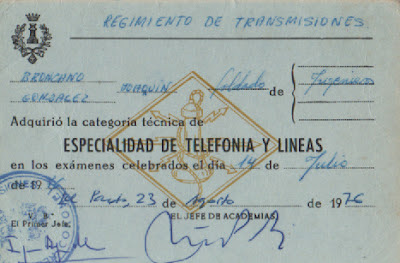 REGIMIENTO DE TRANSMISIONES
BRONCANO JOAQUIN Soldado de Ingenieros
GONZALEZ
Adquirió la categoría técnica de
ESPECIALIDAD DE TELEFONIA Y LINEAS
en los exámenes celebrados el día 14 de Julio
de 19
El Pardo, 23 de agosto de 1976
V.º B.º
El Primer Jefe,
(EL JEFE DE ACADEMIAS)